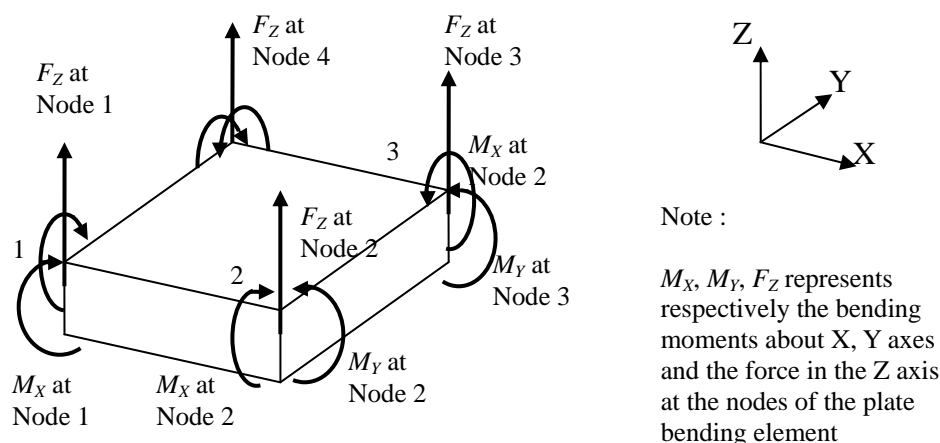 F_Z at
Node 4
F_Z at
Node 3
F_Z at
Node 1
Z
Y
X
3
M_X at
Node 2
1
F_Z at
Node 2
2
M_Y at
Node 3
M_X at
Node 1
M_X at
Node 2
M_Y at
Node 2
Note :
M_X, M_Y, F_Z represents
respectively the bending
moments about X, Y axes
and the force in the Z axis
at the nodes of the plate
bending element